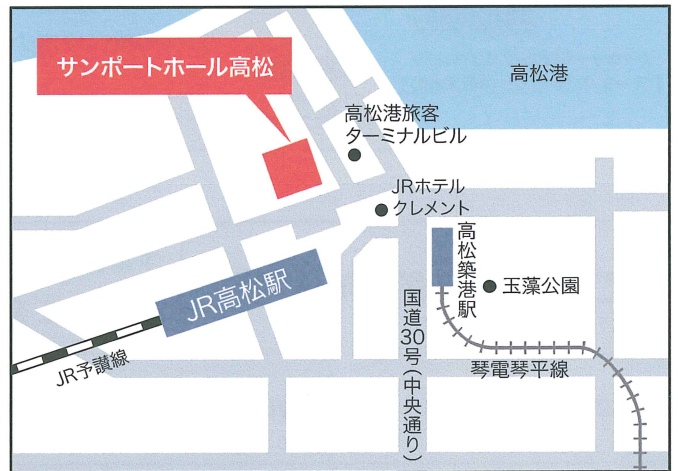 サンポートホール高松
高松港
高松港旅客
ターミナルビル
JRホテル
クレメント
高松築港駅
玉藻公園
JR高松駅
国道30号(中央通り)
JR予讃線
琴電琴平線